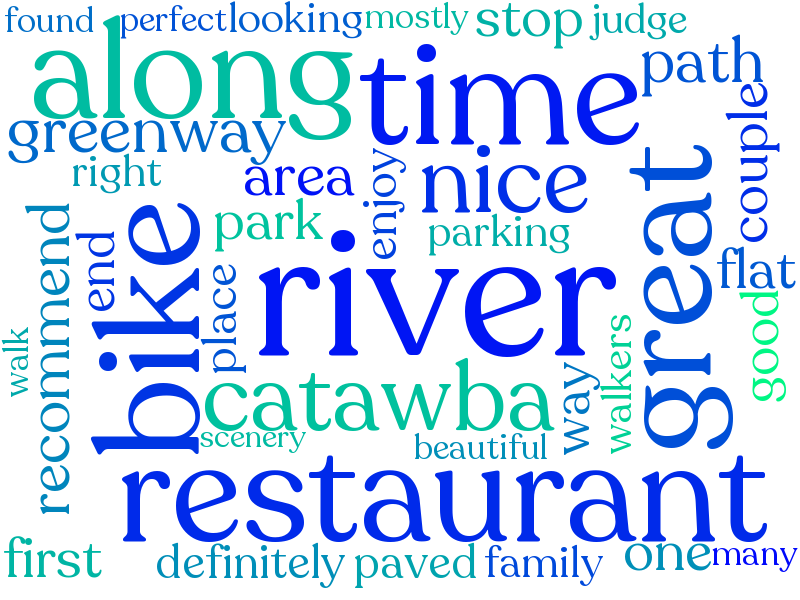 found
perfect
looking
mostly
stop
judge
along
time
path
greenway
couple
right
area
enjoy
nice
great
recommend
end
bike
park
parking
place
river
flat
good
walk
catawba
way
walkers
scenery
beautiful
restaurant
first
definitely
paved
family
one
many